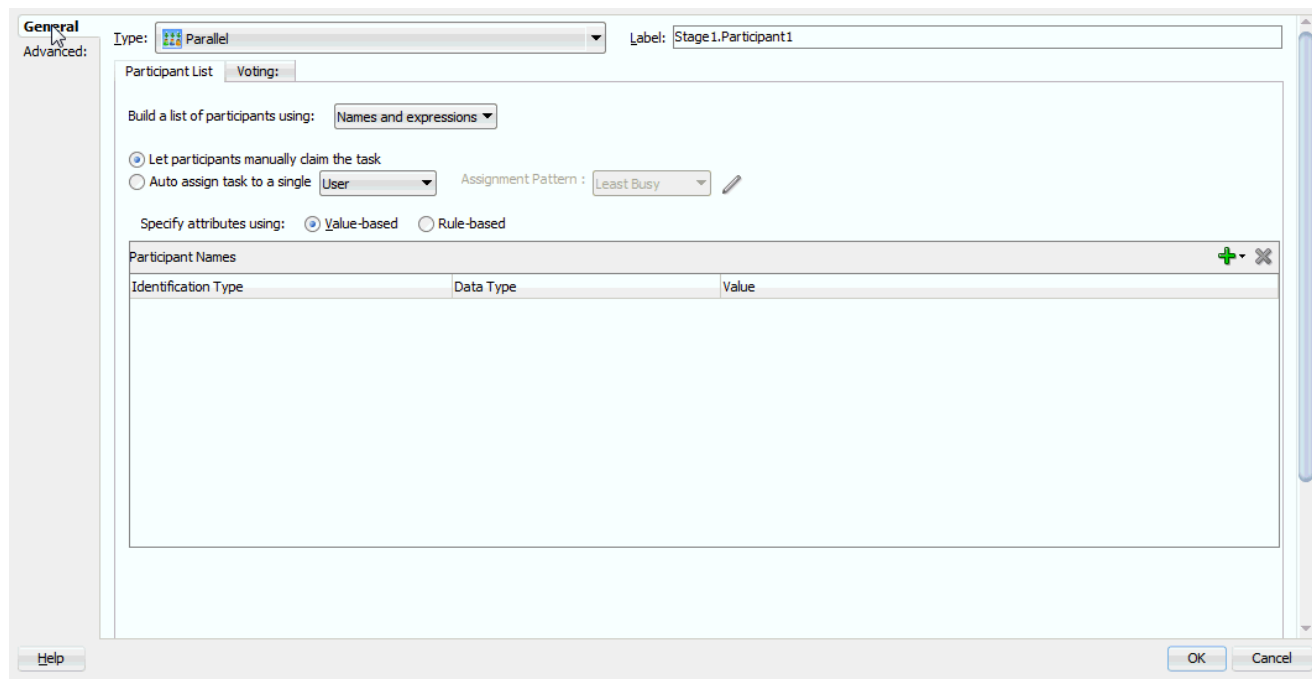 General
Advanced:
Type: Parallel Label: Stage1.Participant1
Participant List Voting:
Build a list of participants using: Names and expressions
Let participants manually claim the task
Auto assign task to a single User Assignment Pattern : Least Busy
Specify attributes using: Value-based Rule-based
Participant Names
Identification Type Data Type Value
Help OK Cancel